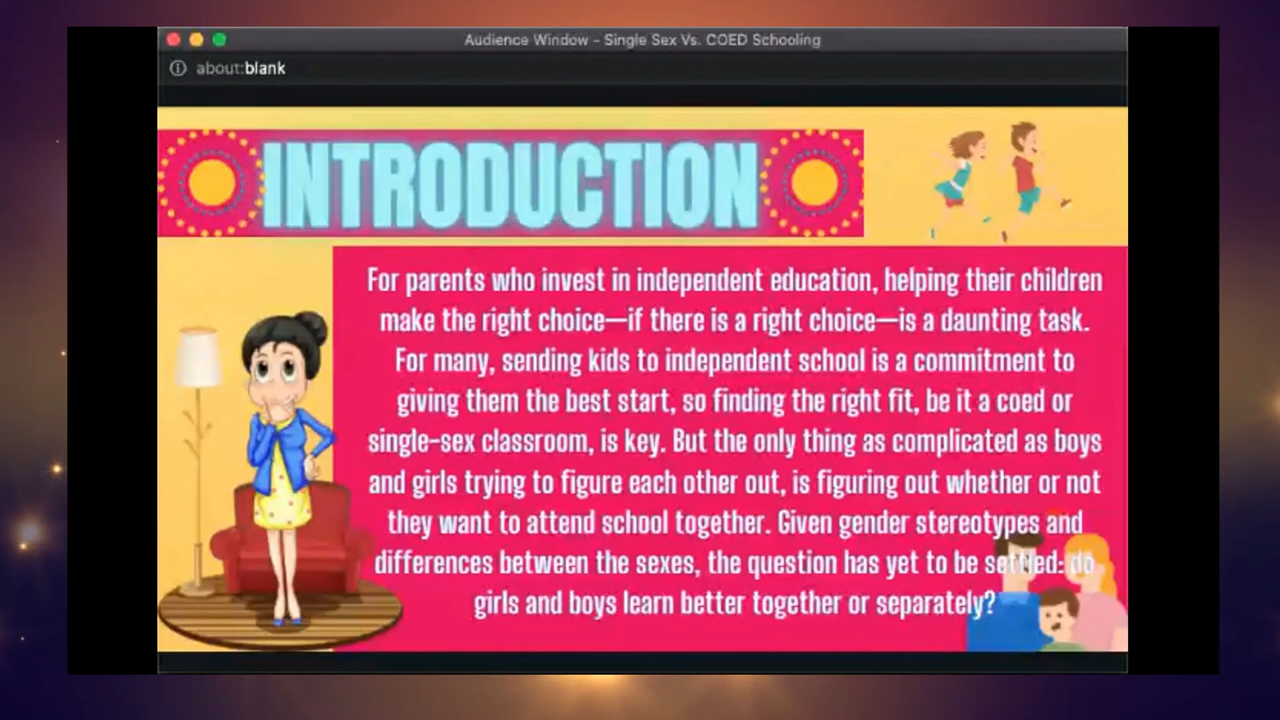 Audience Window - Single Sex Vs. COED Schooling
about:blank
INTRODUCTION
For parents who invest in independent education, helping their children
make the right choice—if there is a right choice—is a daunting task.
For many, sending kids to independent school is a commitment to
giving them the best start, so finding the right fit, be it a coed or
single-sex classroom, is key. But the only thing as complicated as boys
and girls trying to figure each other out, is figuring out whether or not
they want to attend school together. Given gender stereotypes and
differences between the sexes, the question has yet to be settled: do
girls and boys learn better together or separately?